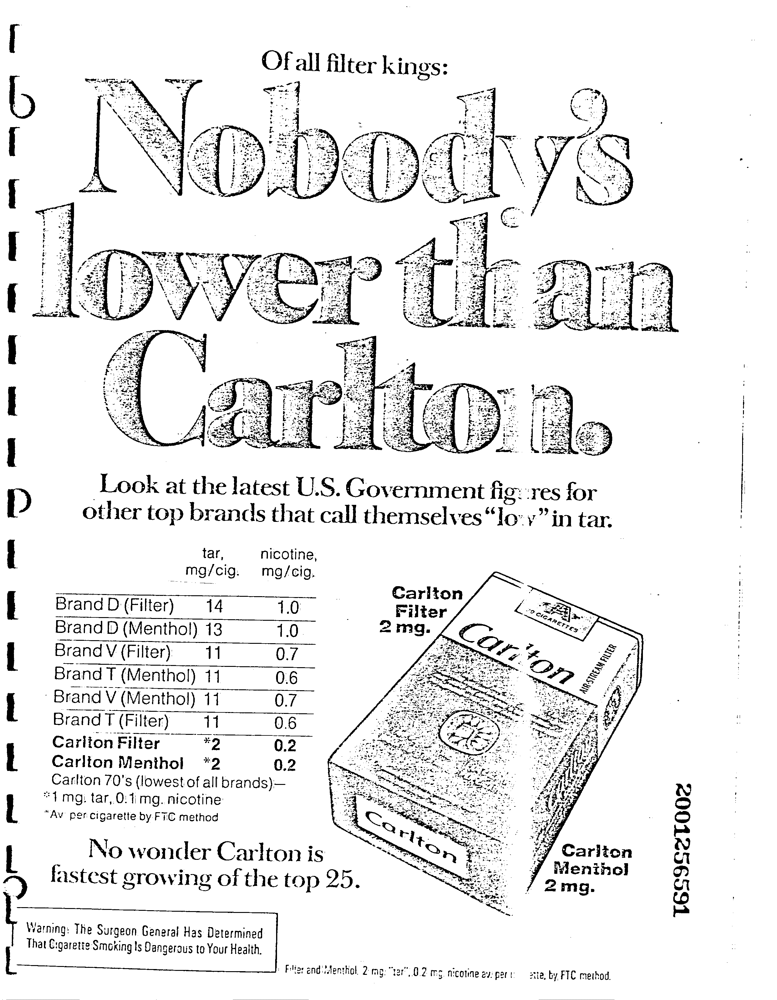 Of all filter kings:
Nobody's
lower than
Carlton.
Look at the latest U.S. Government figures for
other top brands that call themselves "low" in tar.
tar, nicotine,
mg/cig. mg/cig.
Brand D (Filter) 14 1.0
Brand D (Menthol) 13 1.0
Brand V (Filter) 11 0.7
Brand T (Menthol) 11 0.6
Brand V (Menthol) 11 0.7
Brand T (Filter) 11 0.6
Carlton Filter *2 0.2
Carlton Menthol *2 0.2
Carlton 70's (lowest of all brands)—
*1 mg. tar, 0.1 mg. nicotine
*Av. per cigarette by FTC method
Carlton
Filter
2 mg.
CIGARETTES
Carlton
AIR-STREAM FILTER
Carlton
Carlton
Menthol
2 mg.
No wonder Carlton is
fastest growing of the top 25.
Warning: The Surgeon General Has Determined
That Cigarette Smoking Is Dangerous to Your Health.
Filter and Menthol: 2 mg. "tar", 0.2 mg. nicotine av. per cigarette, by FTC method.
2001256591